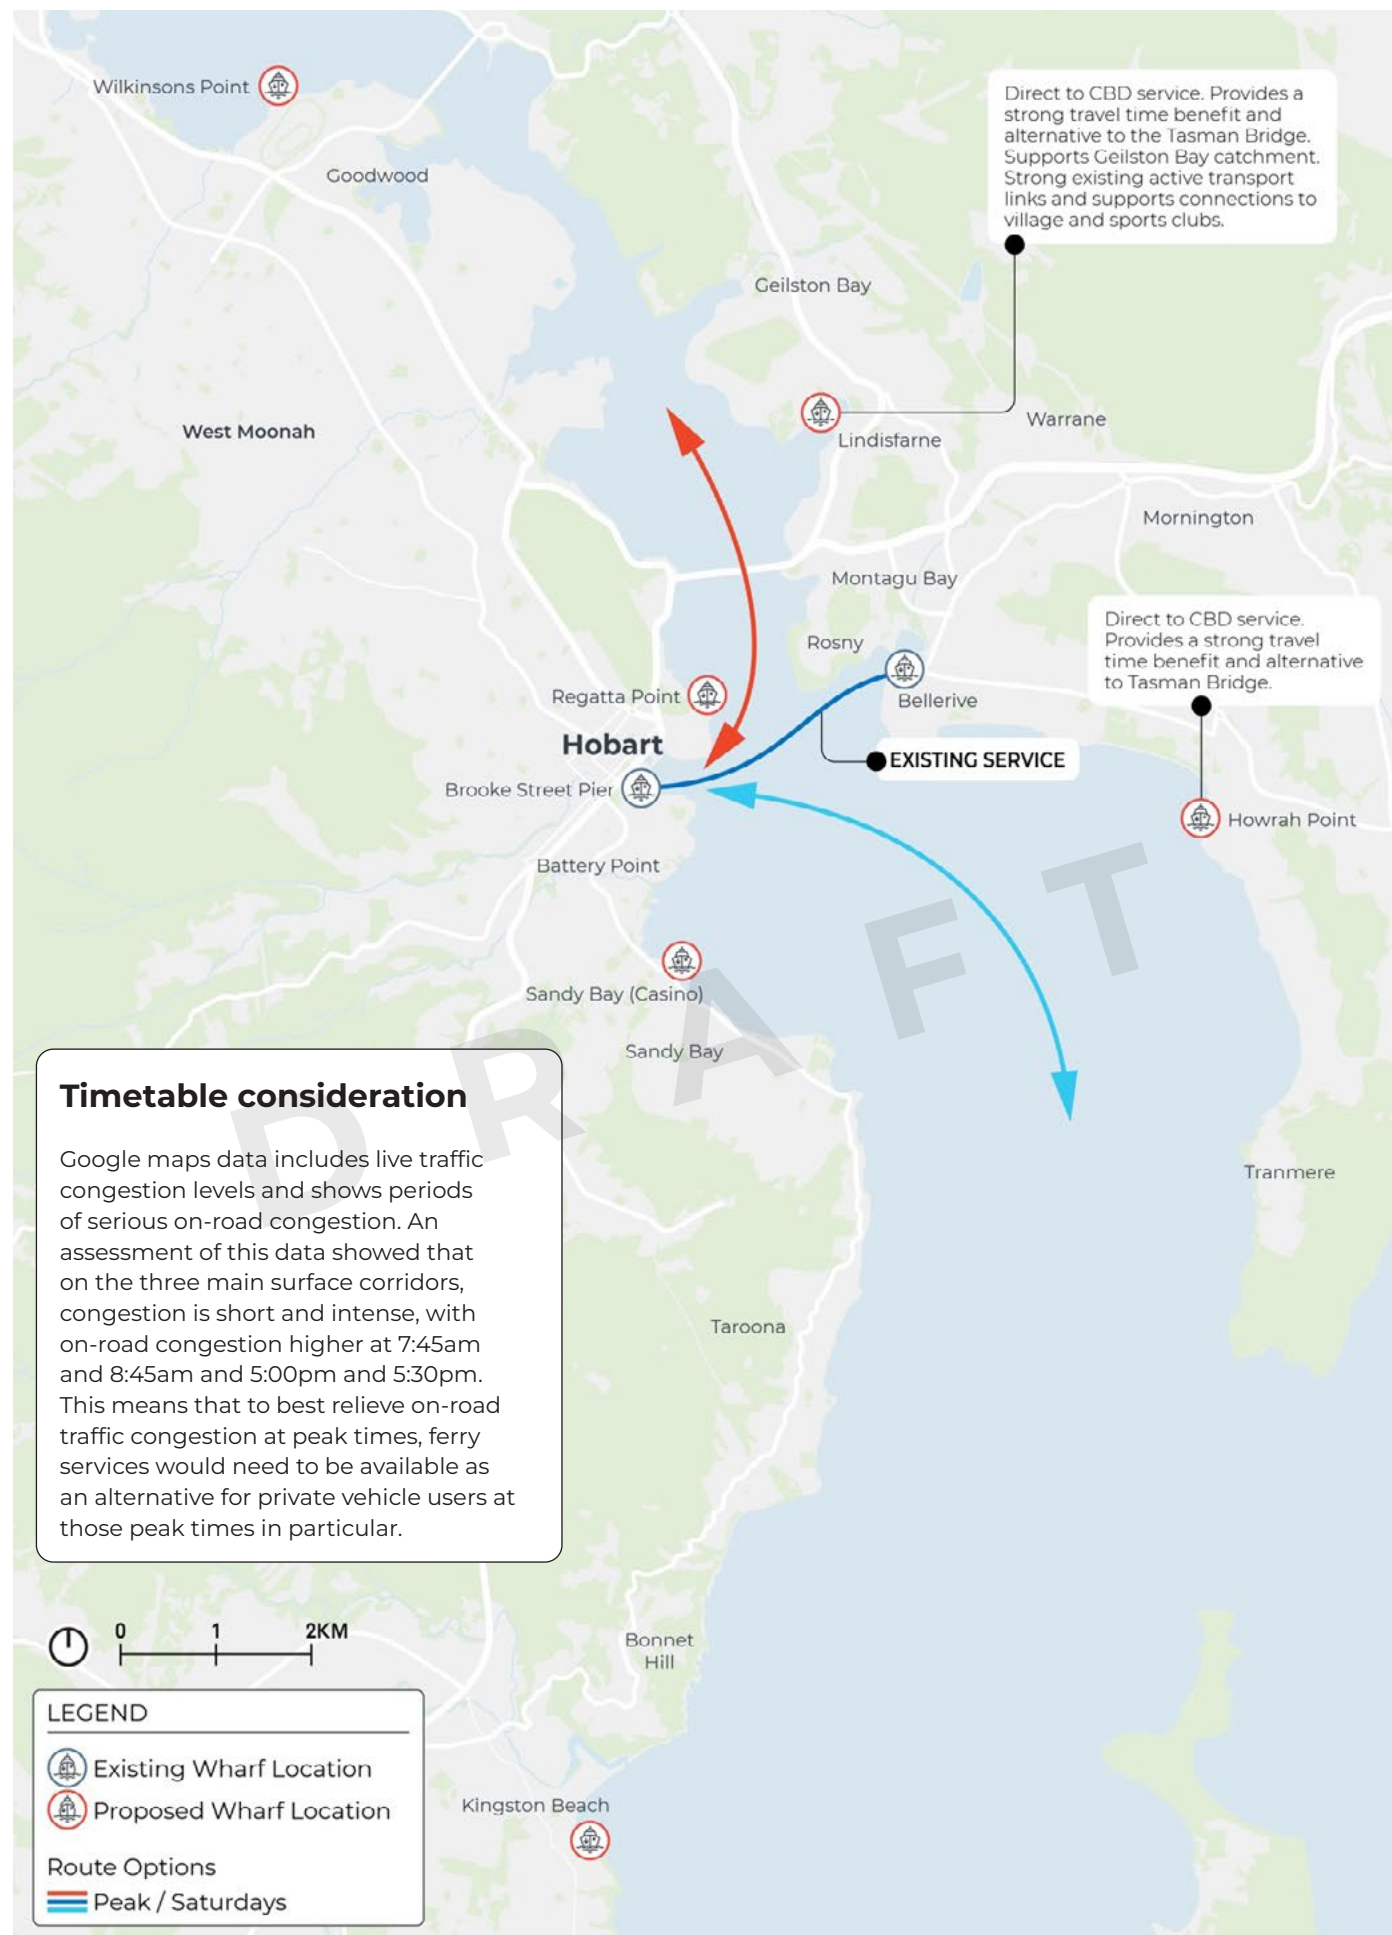 Wilkinsons Point
Goodwood
Direct to CBD service. Provides a
strong travel time benefit and
alternative to the Tasman Bridge.
Supports Geilston Bay catchment.
Strong existing active transport
links and supports connections to
village and sports clubs.
Geilston Bay
West Moonah
Lindisfarne
Warrane
Mornington
Montagu Bay
Direct to CBD service.
Provides a strong travel
time benefit and alternative
to Tasman Bridge.
Rosny
Regatta Point
Bellerive
Hobart
EXISTING SERVICE
Brooke Street Pier
Howrah Point
Battery Point
Sandy Bay (Casino)
Sandy Bay
DRAFT
Timetable consideration
Google maps data includes live traffic
congestion levels and shows periods
of serious on-road congestion. An
assessment of this data showed that
on the three main surface corridors,
congestion is short and intense, with
on-road congestion higher at 7:45am
and 8:45am and 5:00pm and 5:30pm.
This means that to best relieve on-road
traffic congestion at peak times, ferry
services would need to be available as
an alternative for private vehicle users at
those peak times in particular.
Tranmere
Taroona
0 1 2KM
Bonnet
Hill
LEGEND
Existing Wharf Location
Proposed Wharf Location
Route Options
Peak / Saturdays
Kingston Beach